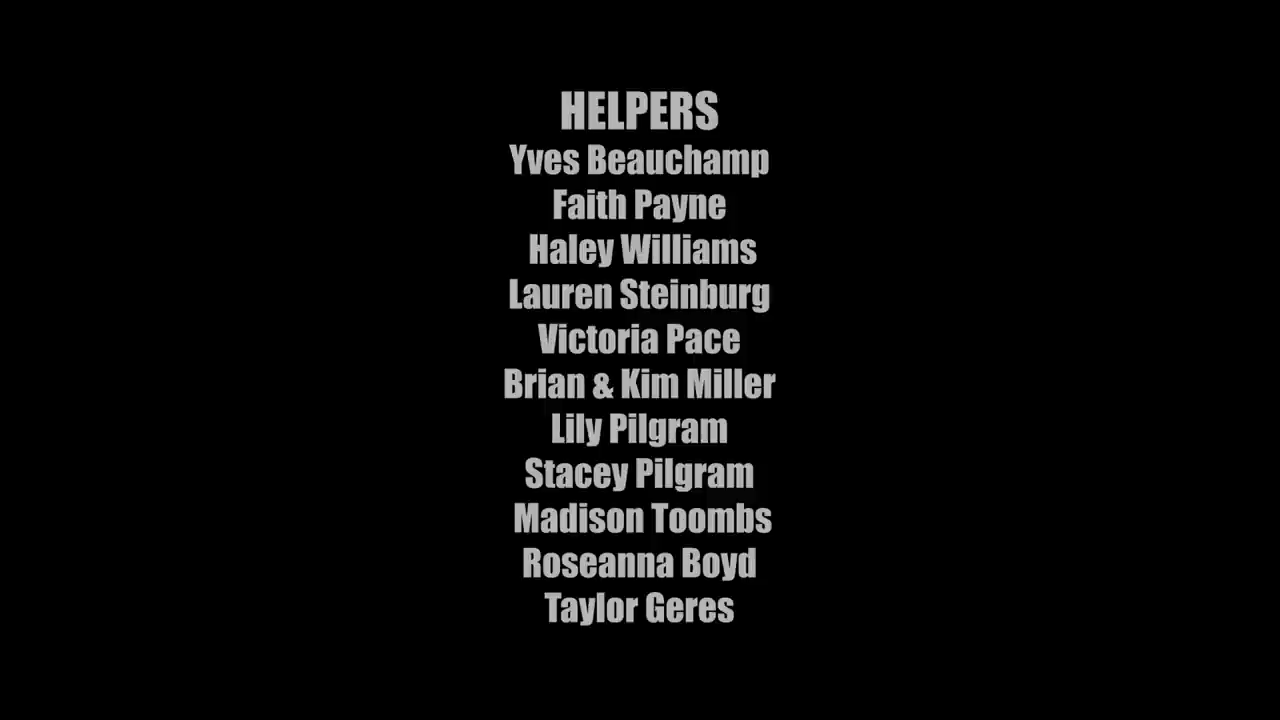 HELPERS
Yves Beauchamp
Faith Payne
Haley Williams
Lauren Steinburg
Victoria Pace
Brian & Kim Miller
Lily Pilgram
Stacey Pilgram
Madison Toombs
Roseanna Boyd
Taylor Geres